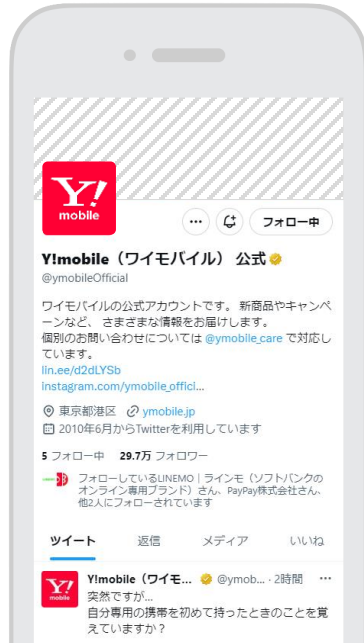 Y!
mobile
フォロー中
Y!mobile（ワイモバイル） 公式
@ymobileOfficial
ワイモバイルの公式アカウントです。 新商品やキャンペ
ーンなど、 さまざまな情報をお届けします。
個別のお問い合わせについては @ymobile_care で対応し
ています。
lin.ee/d2dLYSb
instagram.com/ymobile_offici...
東京都港区 ymobile.jp
2010年6月からTwitterを利用しています
5 フォロー中 29.7万 フォロワー
フォローしているLINEMO｜ラインモ（ソフトバンクの
オンライン専用ブランド）さん、PayPay株式会社さん、
他2人にフォローされています
ツイート 返信 メディア いいね
Y!
mobile
Y!mobile（ワイモ... @ymob... · 2時間 ···
突然ですが...
自分専用の携帯を初めて持ったときのことを覚
えていますか？